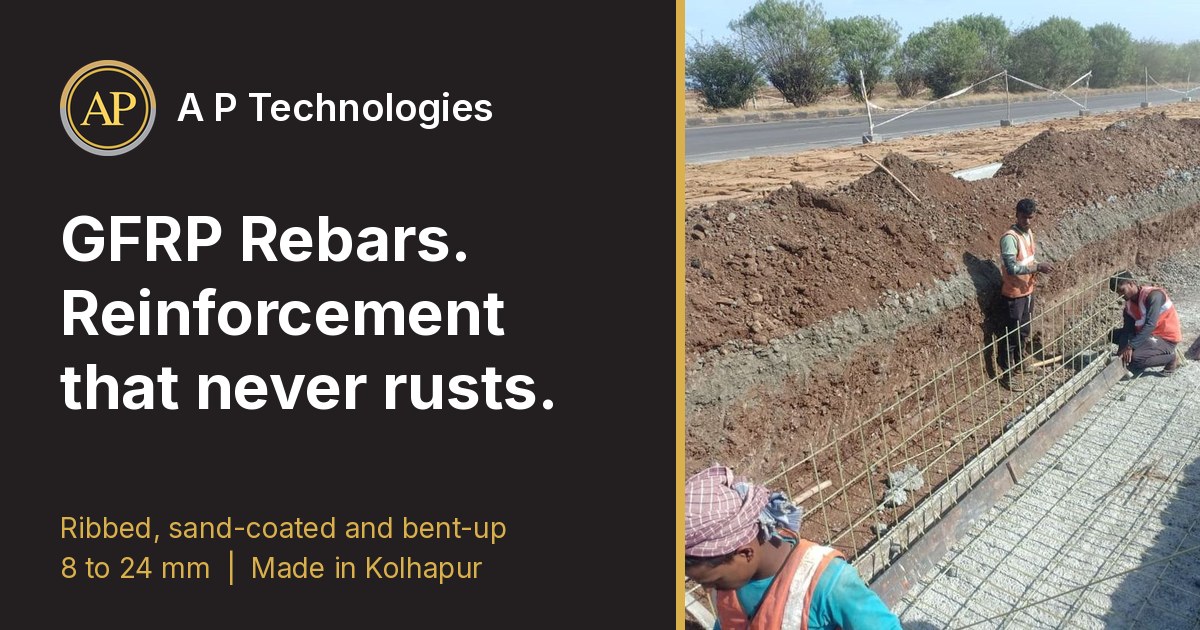 AP
A P Technologies
GFRP Rebars.
Reinforcement
that never rusts.
Ribbed, sand-coated and bent-up
8 to 24 mm | Made in Kolhapur